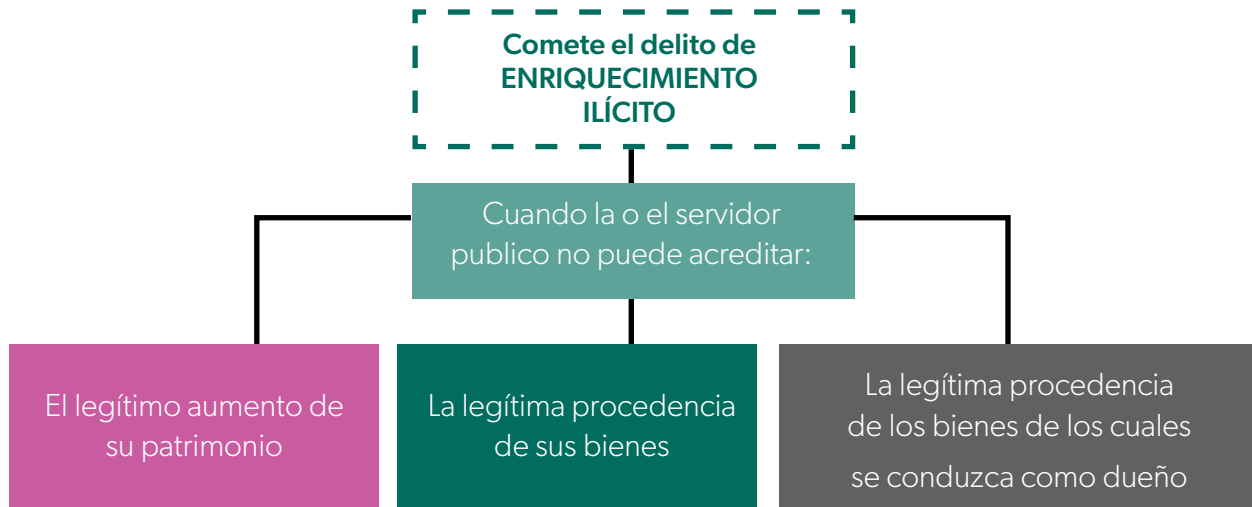 Comete el delito de
ENRIQUECIMIENTO
ILÍCITO
Cuando la o el servidor
publico no puede acreditar:
El legítimo aumento de
su patrimonio
La legítima procedencia
de sus bienes
La legítima procedencia
de los bienes de los cuales
se conduzca como dueño